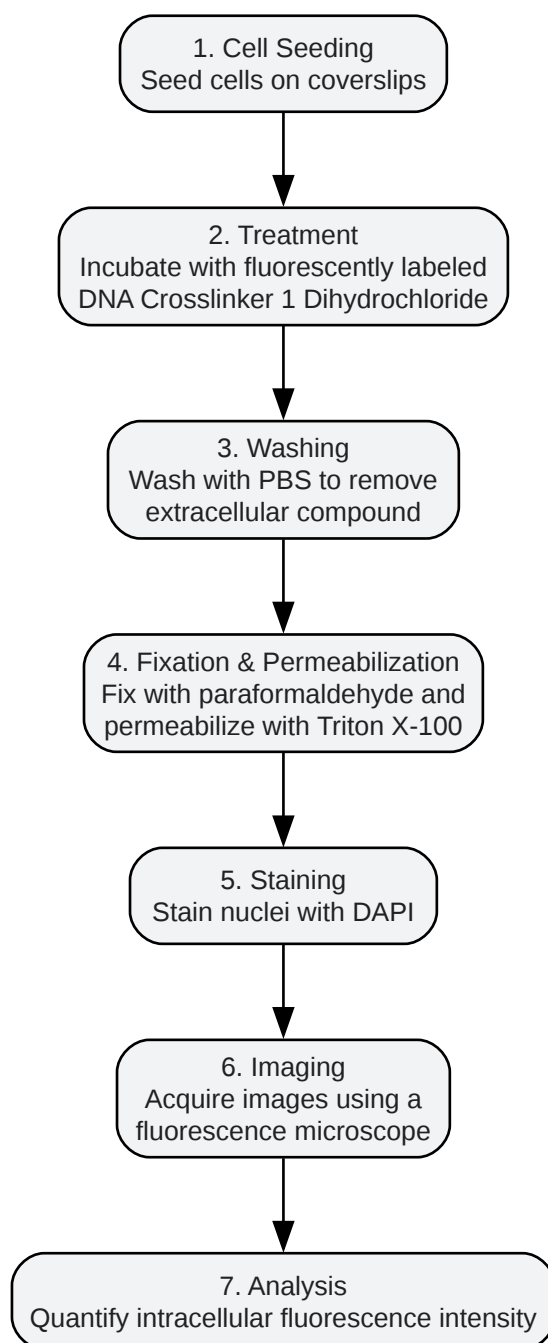 1. Cell Seeding
Seed cells on coverslips
2. Treatment
Incubate with fluorescently labeled
DNA Crosslinker 1 Dihydrochloride
3. Washing
Wash with PBS to remove
extracellular compound
4. Fixation & Permeabilization
Fix with paraformaldehyde and
permeabilize with Triton X-100
5. Staining
Stain nuclei with DAPI
6. Imaging
Acquire images using a
fluorescence microscope
7. Analysis
Quantify intracellular fluorescence intensity